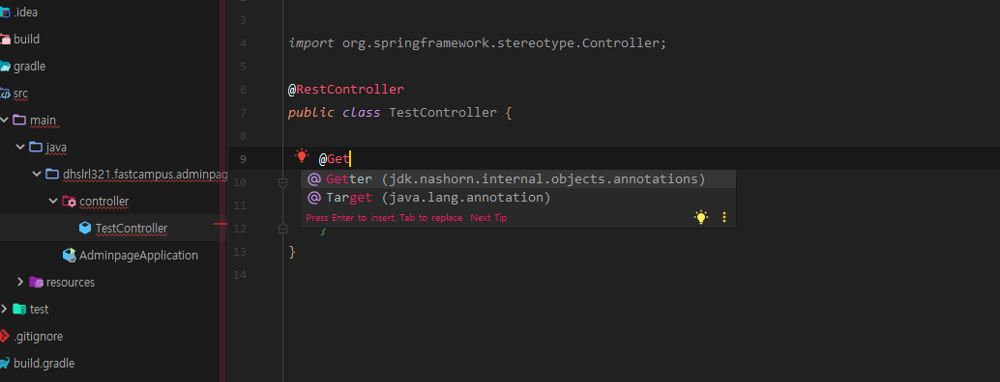 .idea
build
gradle
src
main
java
dhslrl321.fastcampus.adminpag
controller
TestController
AdminpageApplication
resources
test
.gitignore
build.gradle
3
4 import org.springframework.stereotype.Controller;
5
6 @RestController
7 public class TestController {
8
9 @Get
10 @ Getter (jdk.nashorn.internal.objects.annotations)
11 @ Target (java.lang.annotation)
Press Enter to insert, Tab to replace Next Tip
12 }
13 }
14